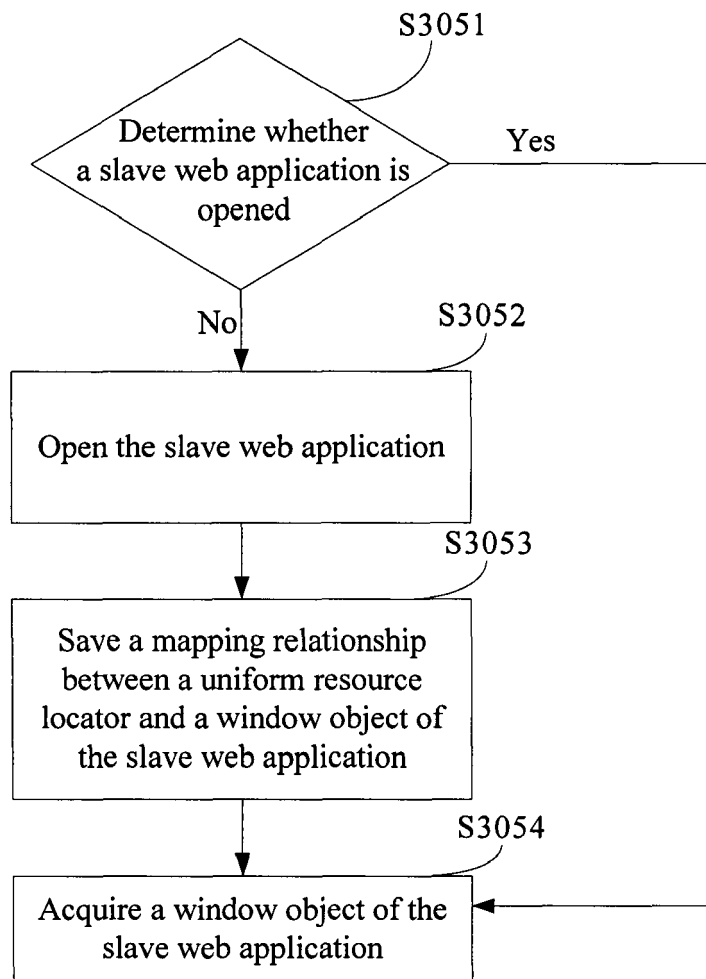 S3051
Determine whether
a slave web application is
opened
Yes
No
S3052
Open the slave web application
S3053
Save a mapping relationship
between a uniform resource
locator and a window object of
the slave web application
S3054
Acquire a window object of the
slave web application